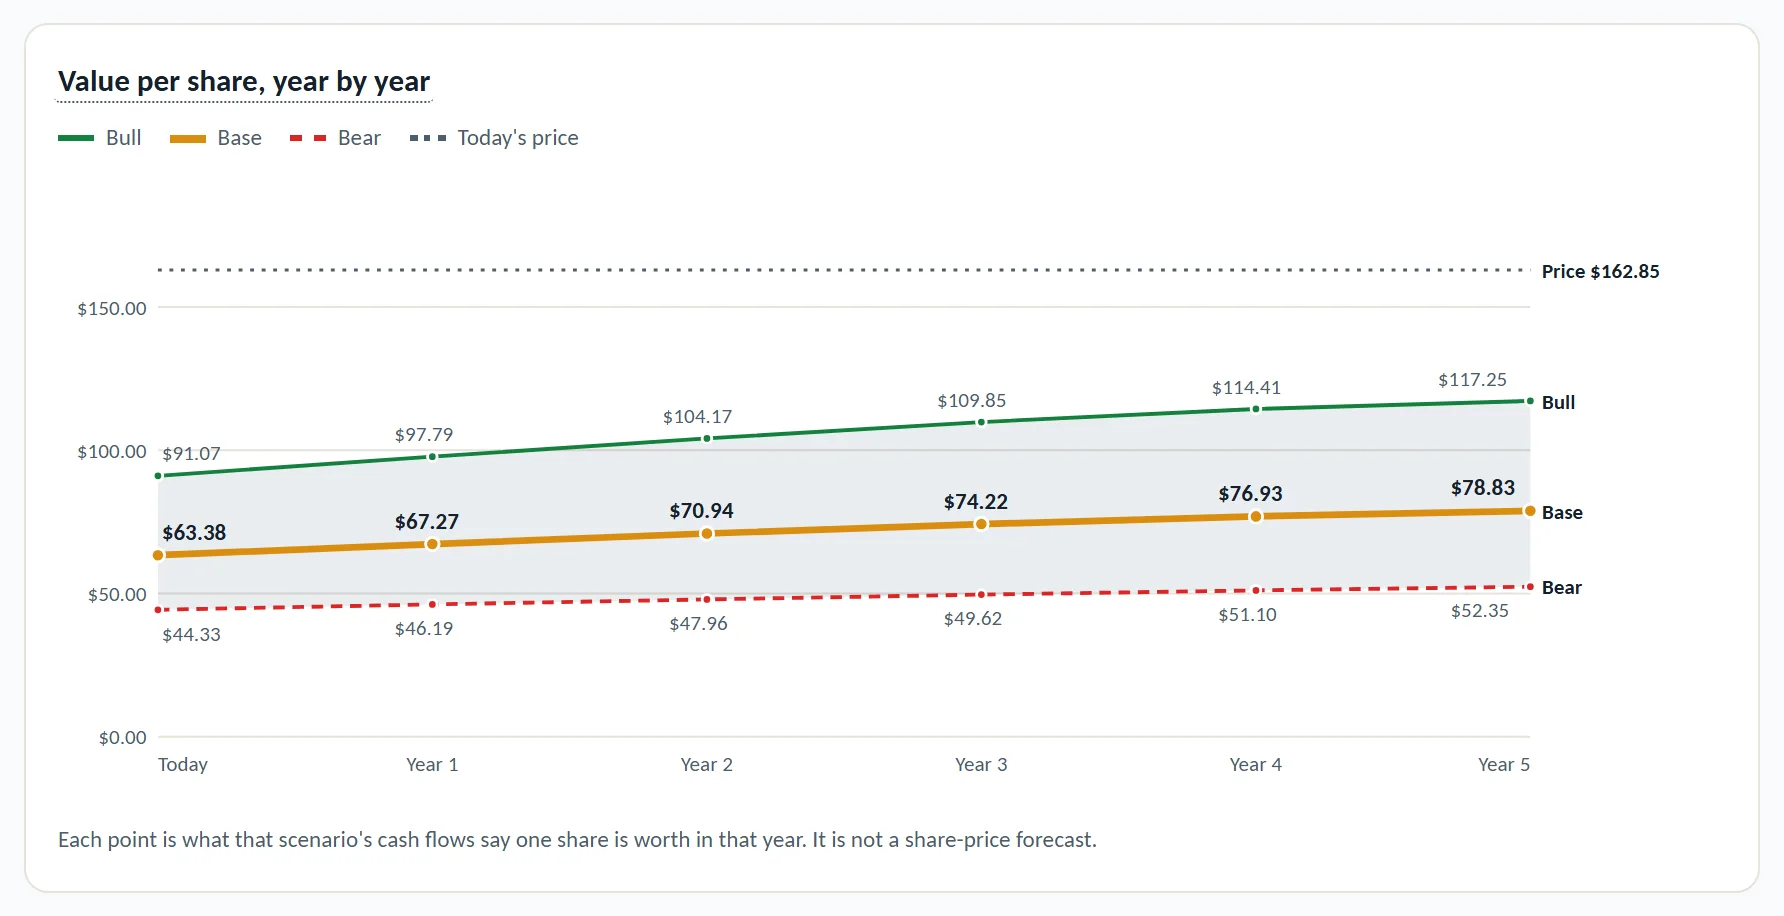 Value per share, year by year
Bull Base Bear Today's price
Price $162.85
$150.00
$117.25
$114.41
Bull
$109.85
$104.17
$97.79
$100.00 $91.07
$78.83
$76.93
$74.22
Base
$70.94
$67.27
$63.38
Bear
$50.00
$52.35
$51.10
$49.62
$47.96
$46.19
$44.33
$0.00
Today Year 1 Year 2 Year 3 Year 4 Year 5
Each point is what that scenario's cash flows say one share is worth in that year. It is not a share-price forecast.